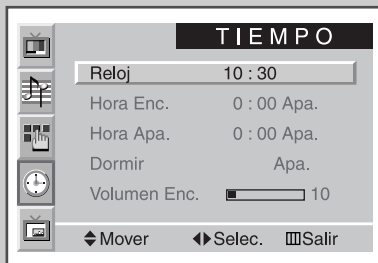 TIEMPO
Reloj 10 : 30
Hora Enc. 0 : 00 Apa.
Hora Apa. 0 : 00 Apa.
Dormir Apa.
Volumen Enc. 10
Mover Selec. Salir